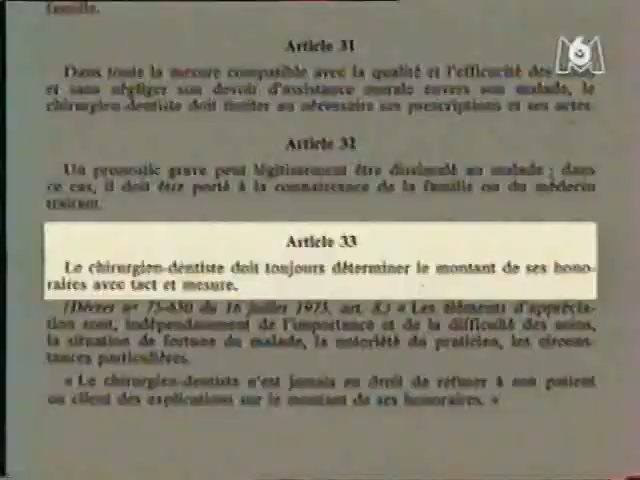 famille.
Article 31
M6
Dans toute la mesure compatible avec la qualité et l'efficacité des
et sans négliger son devoir d'assistance morale envers son malade, le
chirurgien-dentiste doit limiter au nécessaire ses prescriptions et ses actes.
Article 32
Un pronostic grave peut légitimement être dissimulé au malade ; dans
ce cas, il doit être porté à la connaissance de la famille ou du médecin
traitant.
Article 33
Le chirurgien-dentiste doit toujours déterminer le montant de ses hono-
raires avec tact et mesure.
(Décret n° 75-650 du 16 juillet 1975, art. 8.) « Les éléments d'apprécia-
tion sont, indépendamment de l'importance et de la difficulté des soins,
la situation de fortune du malade, la notoriété du praticien, les circons-
tances particulières.
« Le chirurgien-dentiste n'est jamais en droit de refuser à son patient
ou client des explications sur le montant de ses honoraires. »